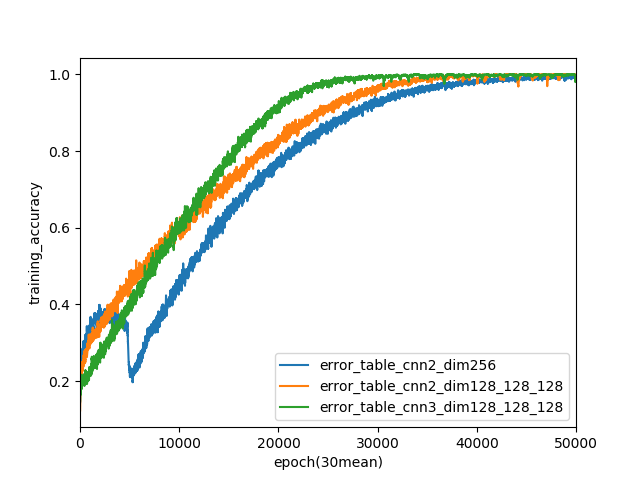 1.0
0.8
0.6
0.4
0.2
training_accuracy
error_table_cnn2_dim256
error_table_cnn2_dim128_128_128
error_table_cnn3_dim128_128_128
0 10000 20000 30000 40000 50000
epoch(30mean)